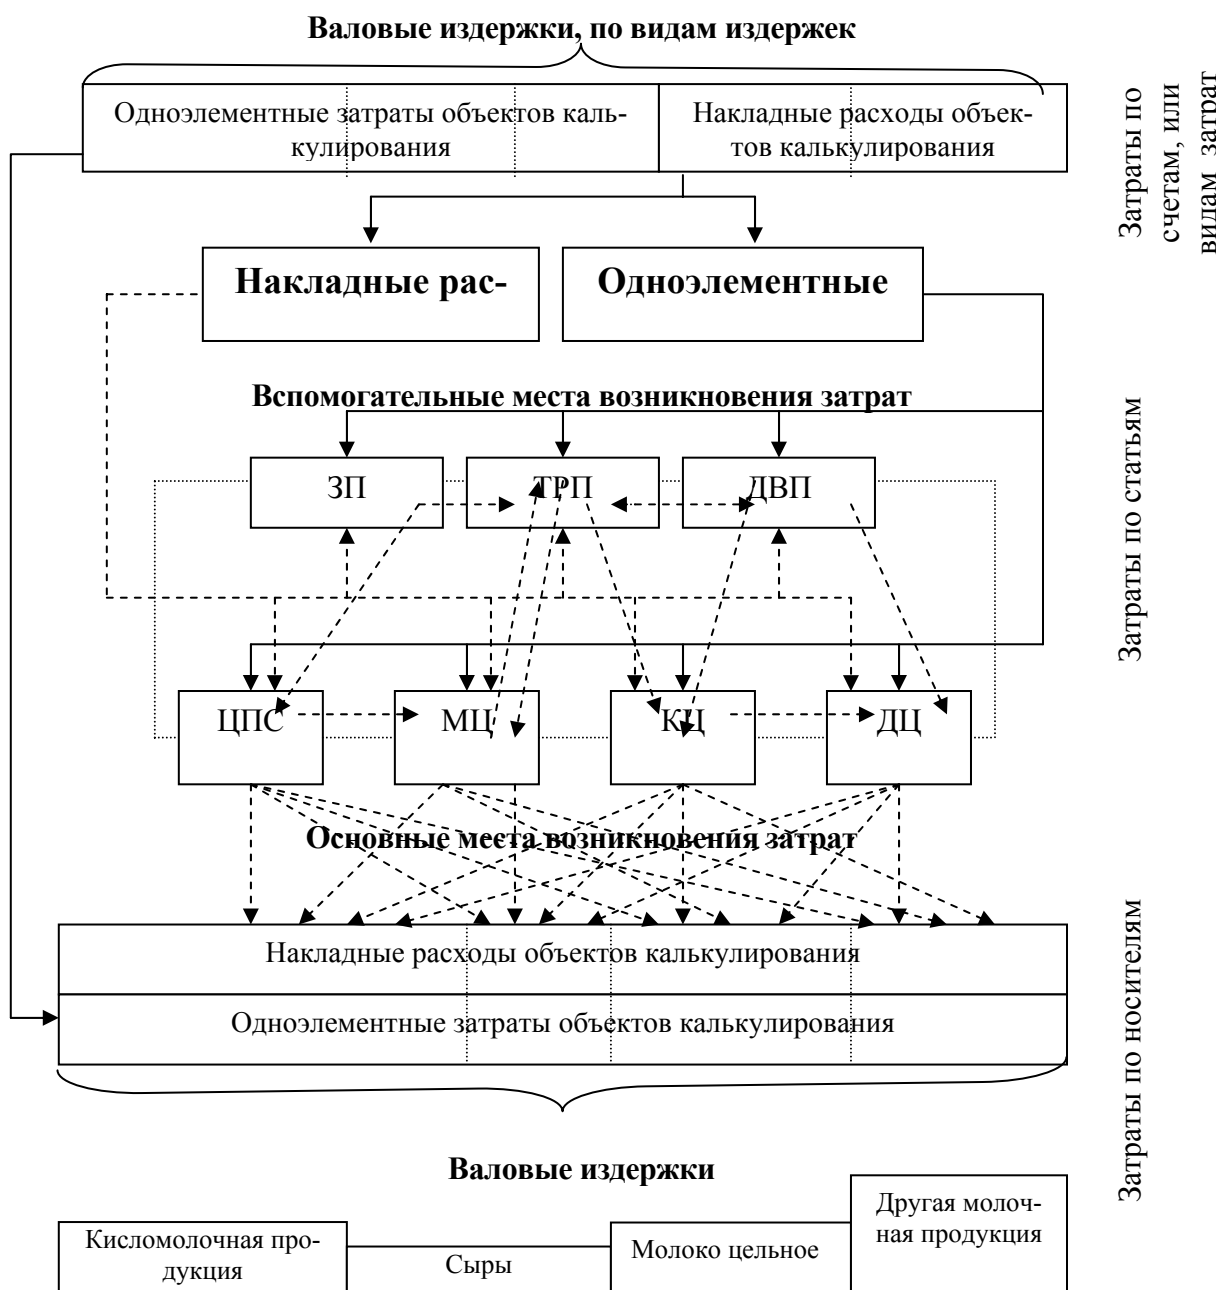 Валовые издержки, по видам издержек
Одноэлементные затраты объектов каль-
кулирования
Накладные расходы объек-
тов калькулирования
Затраты по
счетам, или
видам затрат
Накладные рас-
Одноэлементные
Вспомогательные места возникновения затрат
ЗП
ТРП
ДВП
Затраты по статьям
ЦПС
МЦ
КЦ
ДЦ
Основные места возникновения затрат
Накладные расходы объектов калькулирования
Одноэлементные затраты объектов калькулирования
Затраты по носителям
Валовые издержки
Кисломолочная про-
дукция
Сыры
Молоко цельное
Другая молоч-
ная продукция